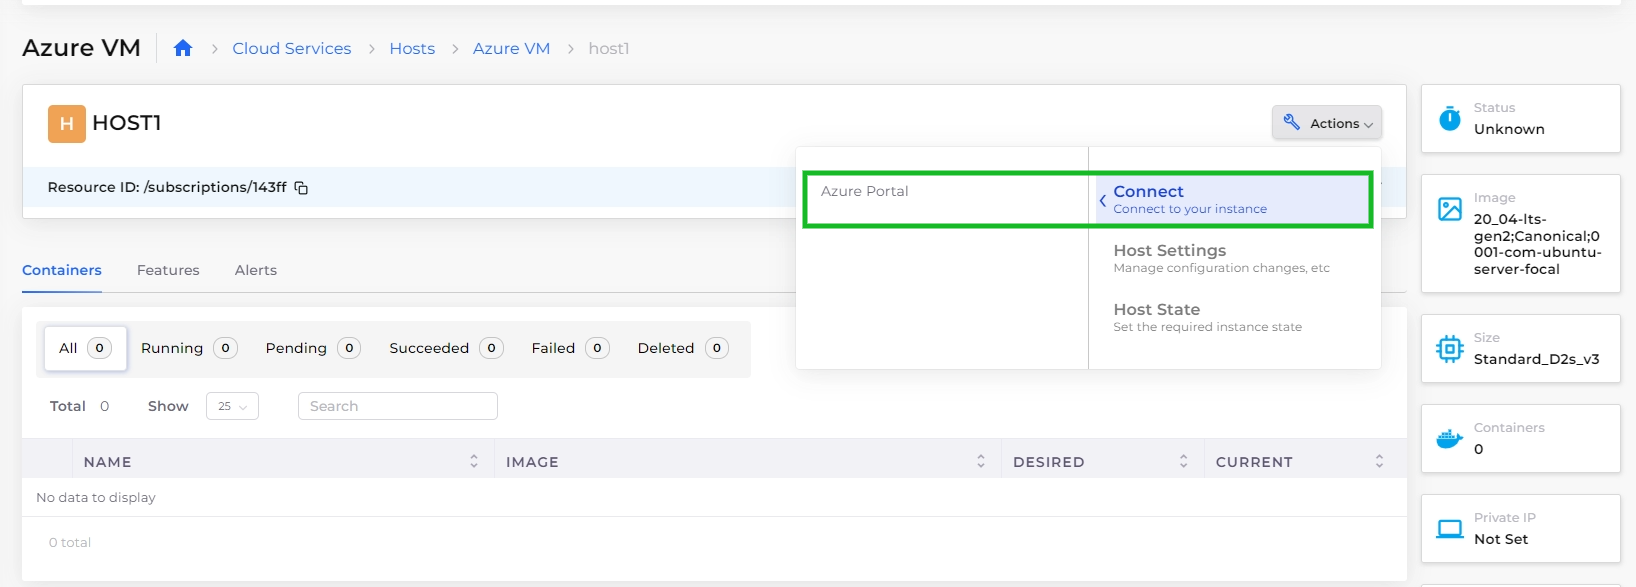 Azure VM
Cloud Services
Hosts
Azure VM
host1
H
HOST1
Actions
Resource ID: /subscriptions/143ff
Azure Portal
Connect
Connect to your instance
Host Settings
Manage configuration changes, etc
Host State
Set the required instance state
Containers
Features
Alerts
All 0
Running 0
Pending 0
Succeeded 0
Failed 0
Deleted 0
Total 0
Show 25
Search
NAME
IMAGE
DESIRED
CURRENT
No data to display
0 total
Status
Unknown
Image
20_04-lts-
gen2;Canonical;0
001-com-ubuntu-
server-focal
Size
Standard_D2s_v3
Containers
0
Private IP
Not Set